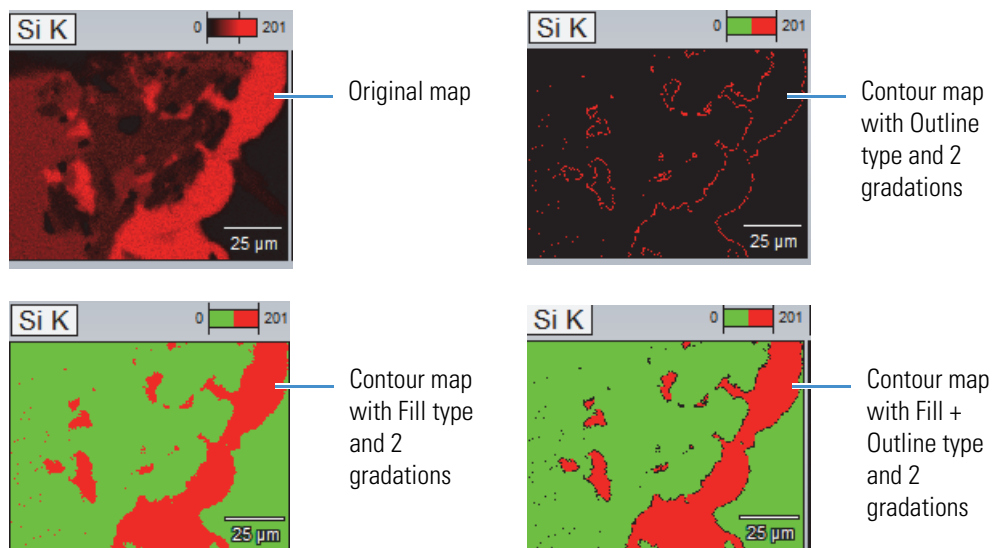 Si K
0 201
25 µm
Original map
Si K
0 201
25 µm
Contour map
with Outline
type and 2
gradations
Si K
0 201
25 µm
Contour map
with Fill type
and 2
gradations
Si K
0 201
25 µm
Contour map
with Fill +
Outline type
and 2
gradations